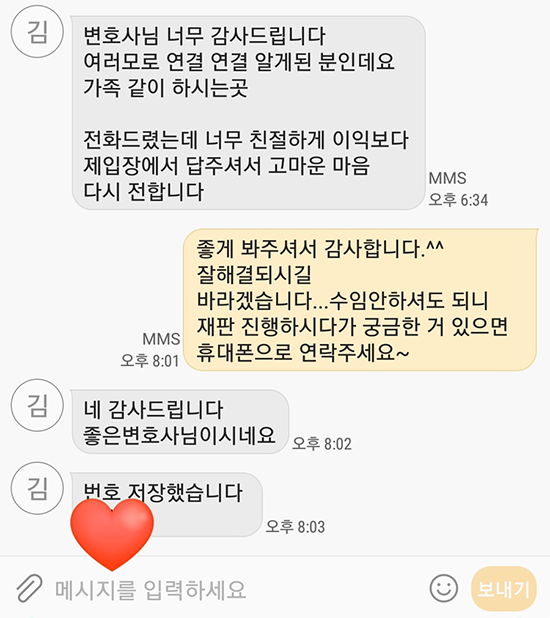 김
변호사님 너무 감사드립니다
여러모로 연결 연결 알게된 분인데요
가족 같이 하시는곳
전화드렸는데 너무 친절하게 이익보다
제입장에서 답주셔서 고마운 마음
다시 전합니다
MMS
오후 6:34
좋게 봐주셔서 감사합니다.^^
잘해결되시길
바라겠습니다...수임안하셔도 되니
재판 진행하시다가 궁금한 거 있으면
휴대폰으로 연락주세요~
MMS
오후 8:01
김
네 감사드립니다
좋은변호사님이시네요
오후 8:02
김
번호 저장했습니다
오후 8:03
메시지를 입력하세요
보내기